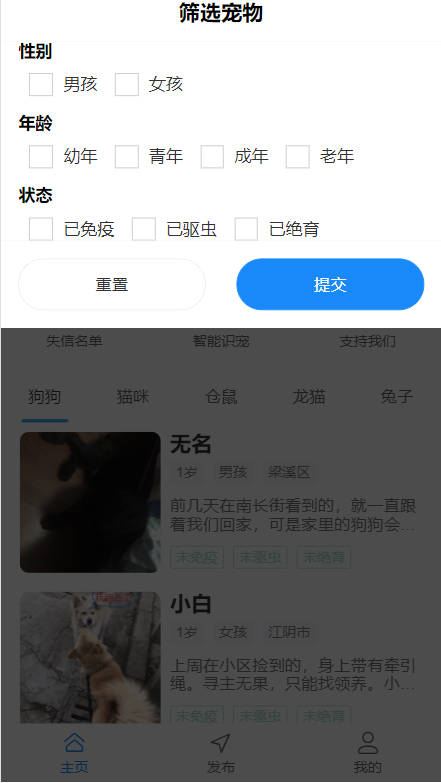 筛选宠物
性别
男孩 女孩
年龄
幼年 青年 成年 老年
状态
已免疫 已驱虫 已绝育
重置 提交
失信名单 智能识宠 支持我们
狗狗 猫咪 仓鼠 龙猫 兔子
无名
1岁 男孩 梁溪区
前几天在南长街看到的，就一直跟
着我们回家，可是家里的狗狗会...
未免疫 未驱虫 未绝育
小白
1岁 女孩 江阴市
上周在小区捡到的，身上带有牵引
绳。寻主无果，只能找领养。小...
未免疫 未驱虫 未绝育
主页 发布 我的